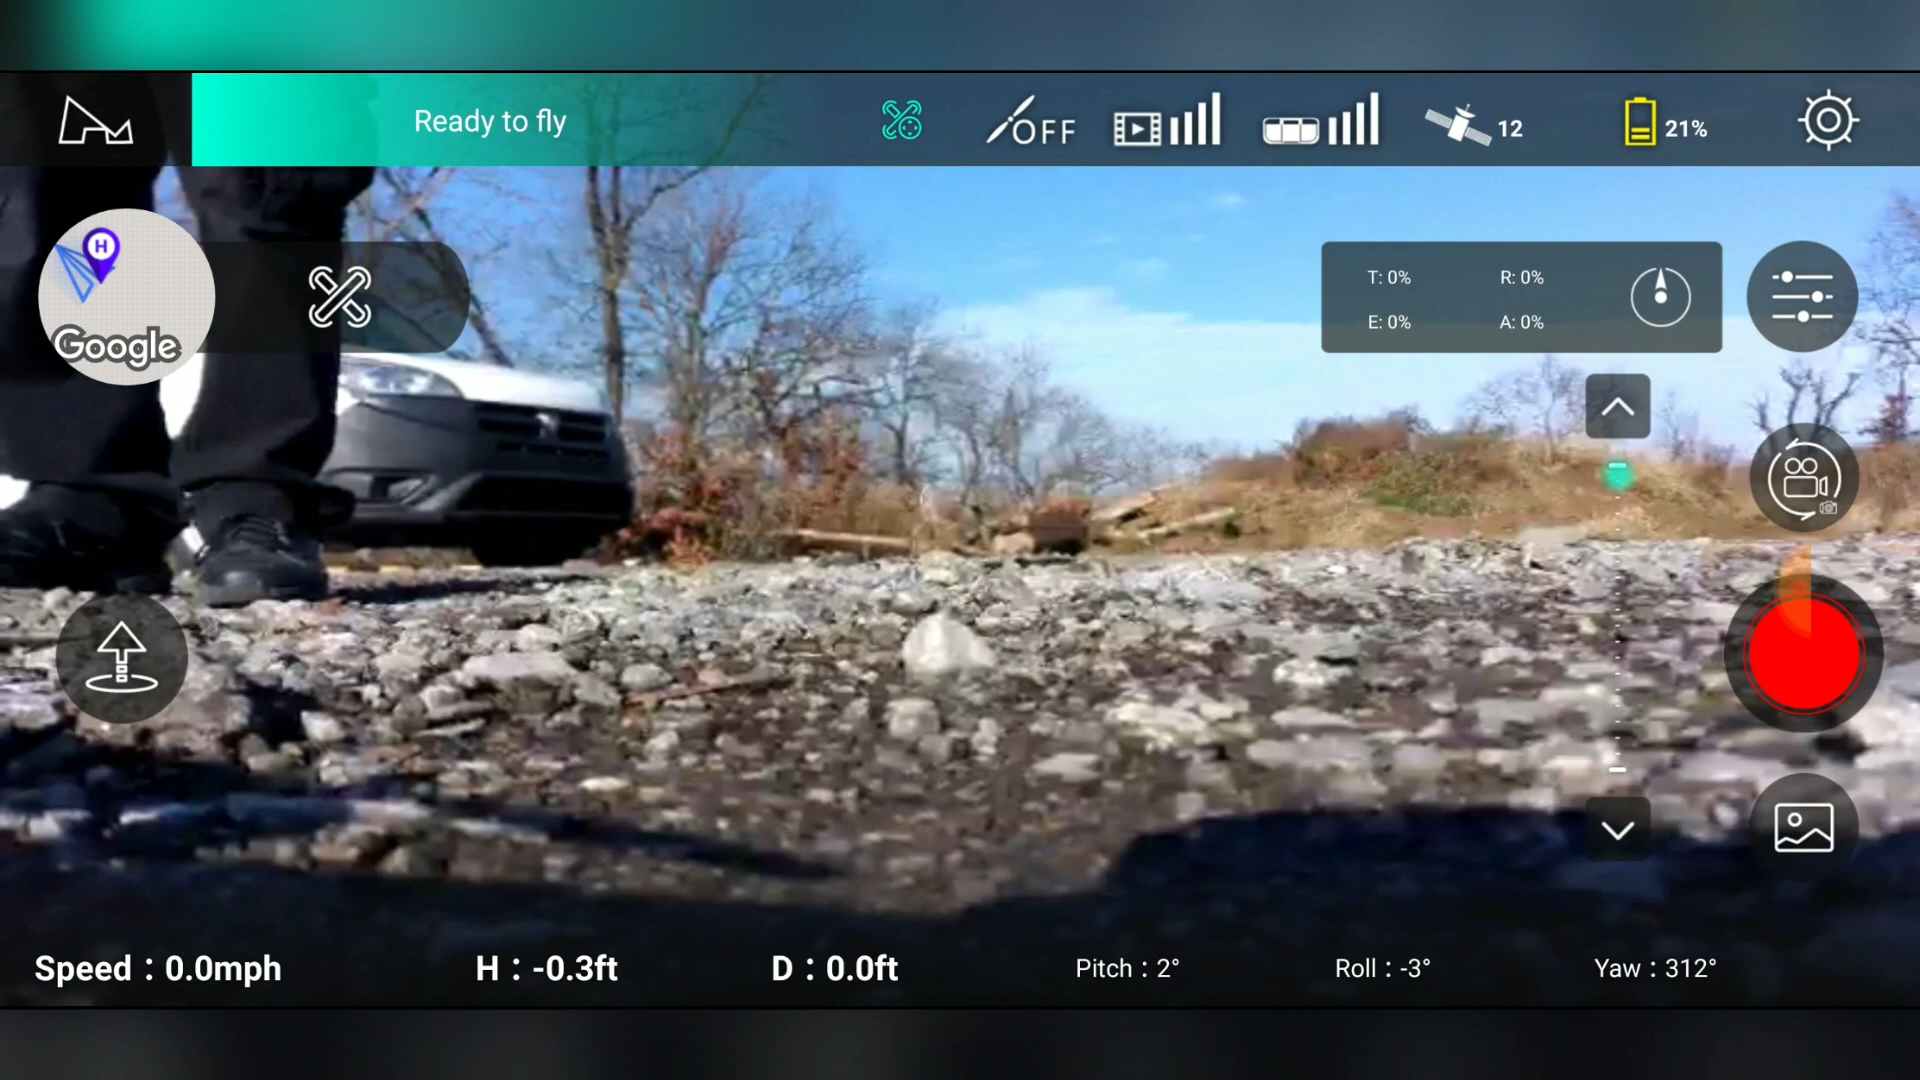 Ready to fly
OFF
12
21%
H
Google
T: 0%
R: 0%
E: 0%
A: 0%
Speed : 0.0mph
H : -0.3ft
D : 0.0ft
Pitch : 2°
Roll : -3°
Yaw : 312°